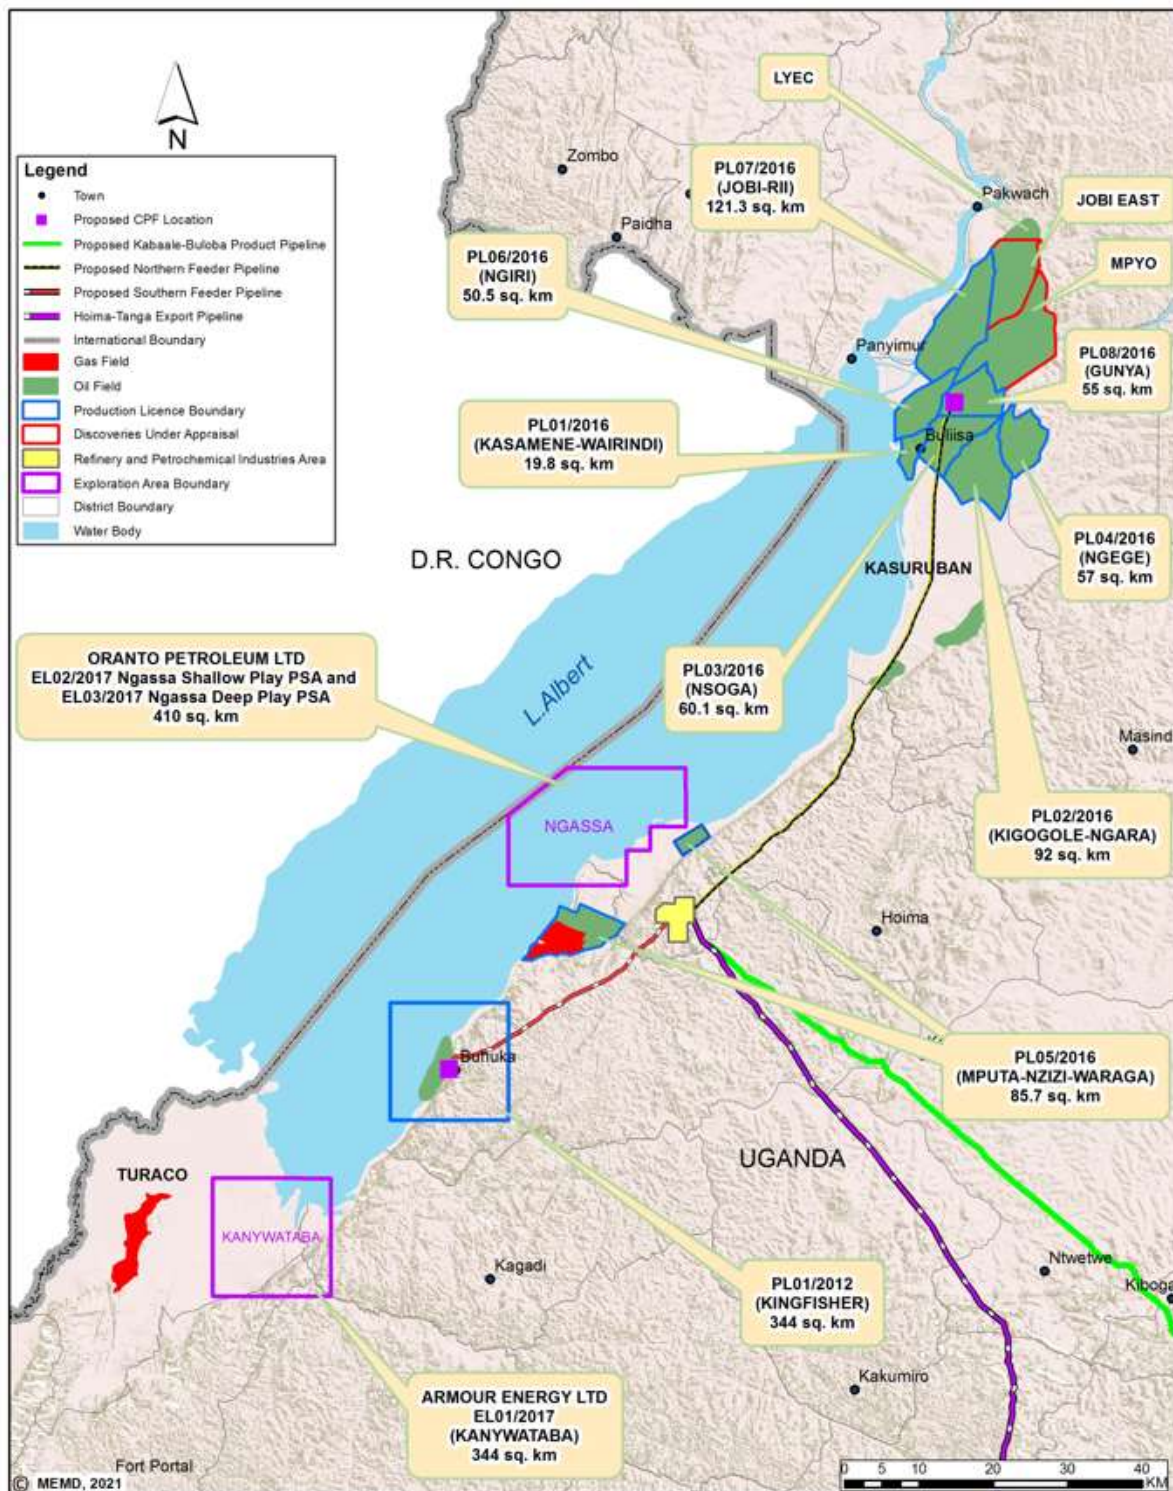 LYEC
Zombo
PL07/2016
(JOBI-RII)
121.3 sq. km
Pakwach
JOBI EAST
Paidha
MPYO
N
Legend
Town
Proposed CPF Location
Proposed Kabaale-Buloba Product Pipeline
Proposed Northern Feeder Pipeline
Proposed Southern Feeder Pipeline
Hoima-Tanga Export Pipeline
International Boundary
Gas Field
Oil Field
Production Licence Boundary
Discoveries Under Appraisal
Refinery and Petrochemical Industries Area
Exploration Area Boundary
District Boundary
Water Body
PL06/2016
(NGIRI)
50.5 sq. km
Panyimur
PL08/2016
(GUNYA)
55 sq. km
PL01/2016
(KASAMENE-WAIRINDI)
19.8 sq. km
Buliisa
D.R. CONGO
KASURUBAN
PL04/2016
(NGEGE)
57 sq. km
ORANTO PETROLEUM LTD
EL02/2017 Ngassa Shallow Play PSA and
EL03/2017 Ngassa Deep Play PSA
410 sq. km
L.Albert
PL03/2016
(NSOGA)
60.1 sq. km
Masind
NGASSA
PL02/2016
(KIGOGOLE-NGARA)
92 sq. km
Hoima
Buhuka
PL05/2016
(MPUTA-NZIZI-WARAGA)
85.7 sq. km
TURACO
UGANDA
KANYWATABA
Kagadi
Ntwetwe
PL01/2012
(KINGFISHER)
344 sq. km
Kiboga
ARMOUR ENERGY LTD
EL01/2017
(KANYWATABA)
344 sq. km
Kakumiro
Fort Portal
© MEMD, 2021
0 5 10 20 30 40
KM